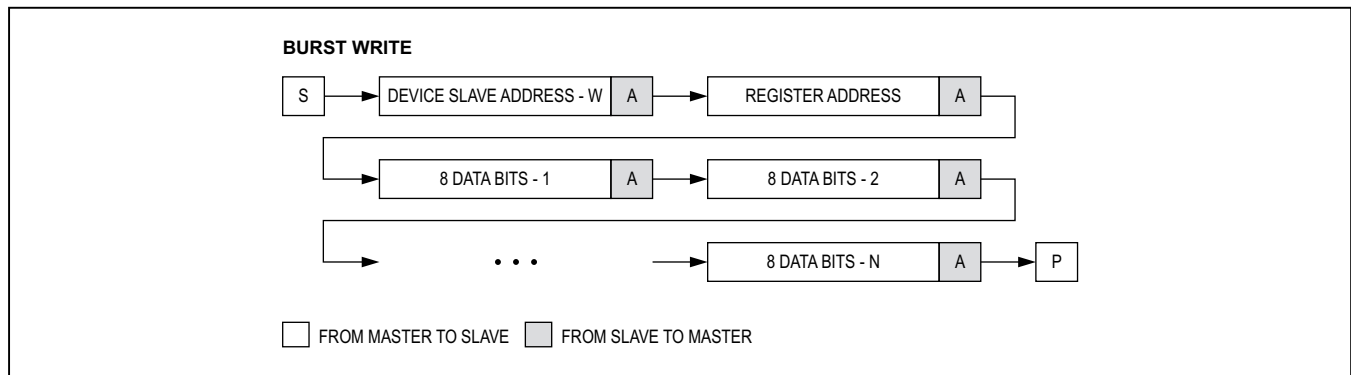 BURST WRITE
S DEVICE SLAVE ADDRESS - W A REGISTER ADDRESS A
8 DATA BITS - 1 A 8 DATA BITS - 2 A
• • • 8 DATA BITS - N A P
FROM MASTER TO SLAVE FROM SLAVE TO MASTER